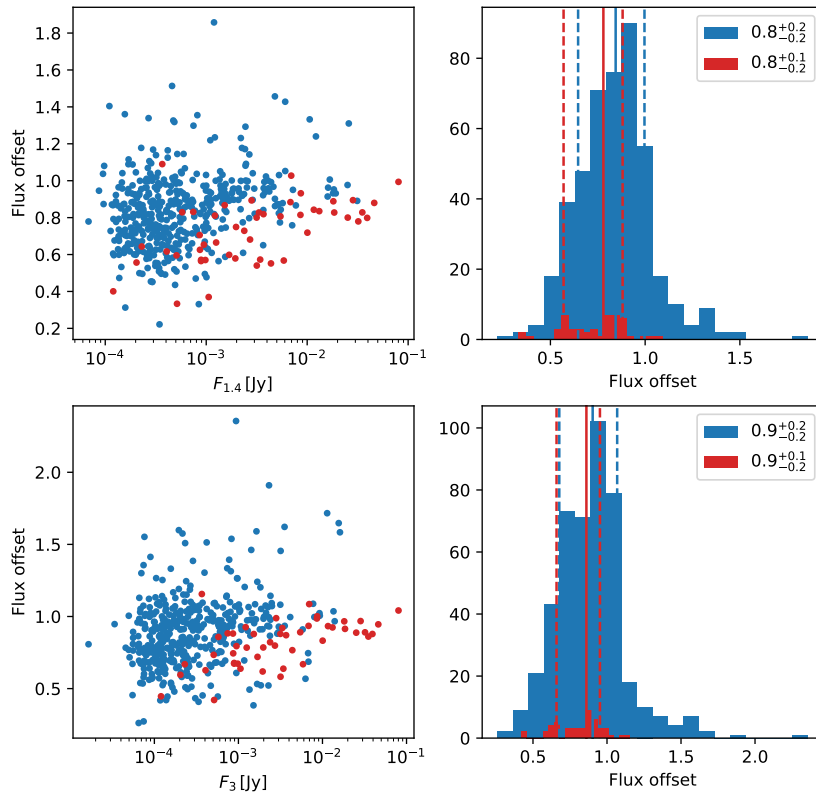 1.8
1.6
1.4
1.2
1.0
0.8
0.6
0.4
0.2
Flux offset
10⁻⁴ 10⁻³ 10⁻² 10⁻¹
F₁.₄ [Jy]
80
60
40
20
0
0.8⁺⁰·²₋₀.₂
0.8⁺⁰·¹₋₀.₂
0.5 1.0 1.5
Flux offset
2.0
1.5
1.0
0.5
Flux offset
10⁻⁴ 10⁻³ 10⁻² 10⁻¹
F₃ [Jy]
100
80
60
40
20
0
0.9⁺⁰·²₋₀.₂
0.9⁺⁰·¹₋₀.₂
0.5 1.0 1.5 2.0
Flux offset